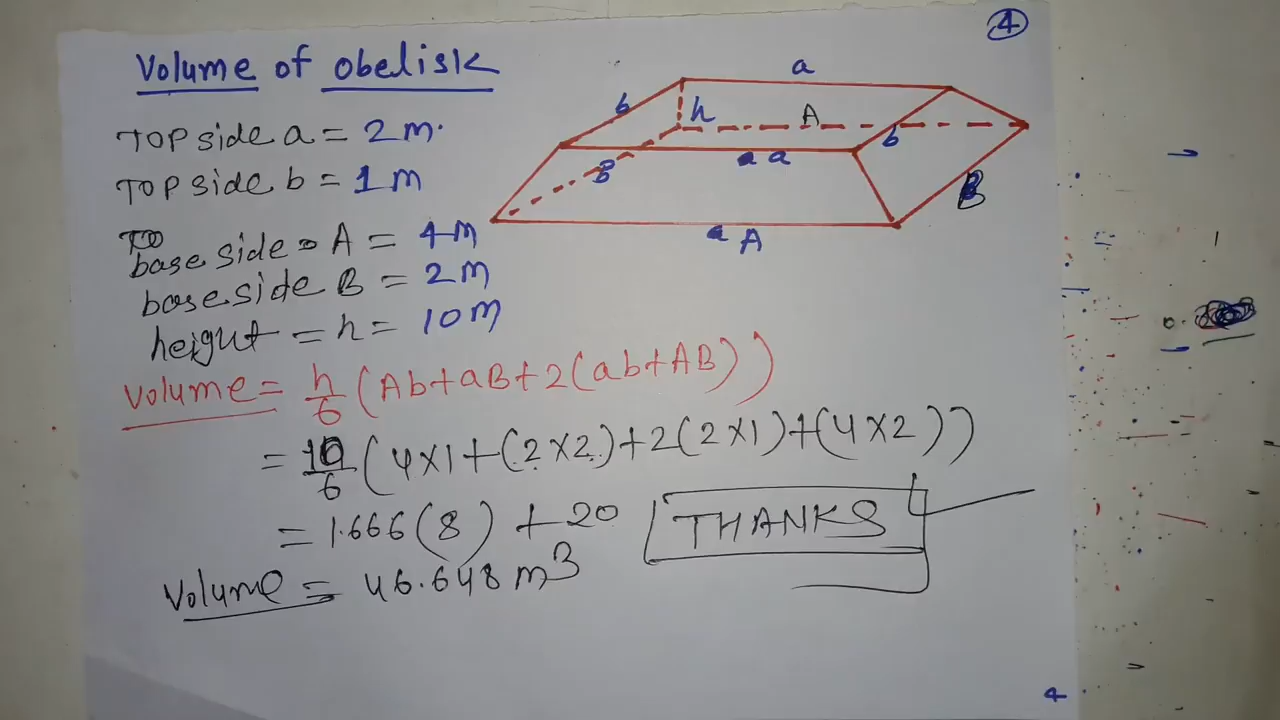 4
Volume of obelisk
TOP side a = 2 m.
TOP side b = 1 m
base side A = 4 m
base side B = 2 m
height = h = 10 m
Volume = h/6 (Ab + aB + 2(ab + AB))
= 10/6 (4×1 + (2×2) + 2(2×1) + (4×2))
= 1.666 (8) + 20
THANKS
Volume = 46.648 m³
a
b
h
A
b
B
a
B
A
4